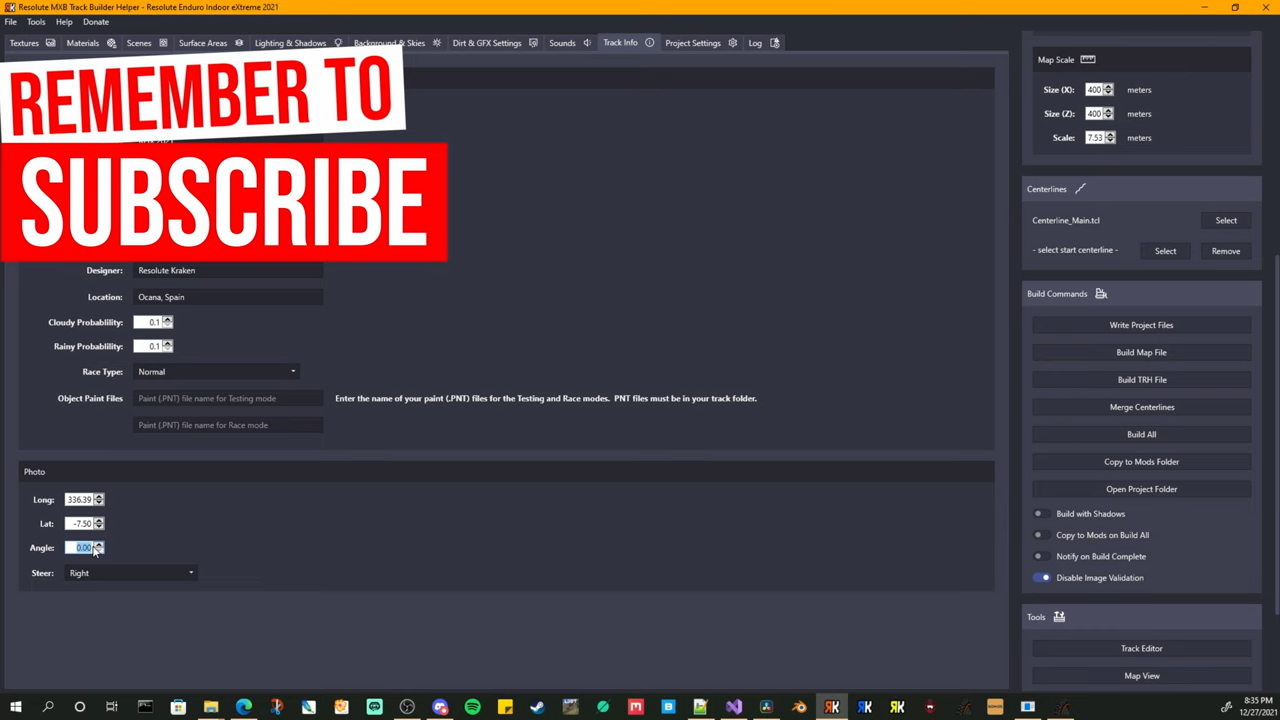 Resolute MXB Track Builder Helper - Resolute Enduro Indoor eXtreme 2021
File Tools Help Donate
Textures Materials Scenes Surface Areas Lighting & Shadows Background & Skies Dirt & GFX Settings Sounds Track Info Project Settings Log
REMEMBER TO
SUBSCRIBE
Designer: Resolute Kraken
Location: Ocana, Spain
Cloudy Probablility: 0.1
Rainy Probablility: 0.1
Race Type: Normal
Object Paint Files Paint (.PNT) file name for Testing mode Enter the name of your paint (.PNT) files for the Testing and Race modes. PNT files must be in your track folder.
Paint (.PNT) file name for Race mode
Photo
Long: 336.39
Lat: -7.50
Angle: 0.00
Steer: Right
Map Scale
Size (X): 400 meters
Size (Z): 400 meters
Scale: 7.53 meters
Centerlines
Centerline_Main.tcl Select
- select start centerline - Select Remove
Build Commands
Write Project Files
Build Map File
Build TRH File
Merge Centerlines
Build All
Copy to Mods Folder
Open Project Folder
Build with Shadows
Copy to Mods on Build All
Notify on Build Complete
Disable Image Validation
Tools
Track Editor
Map View
8:35 PM
12/27/2021